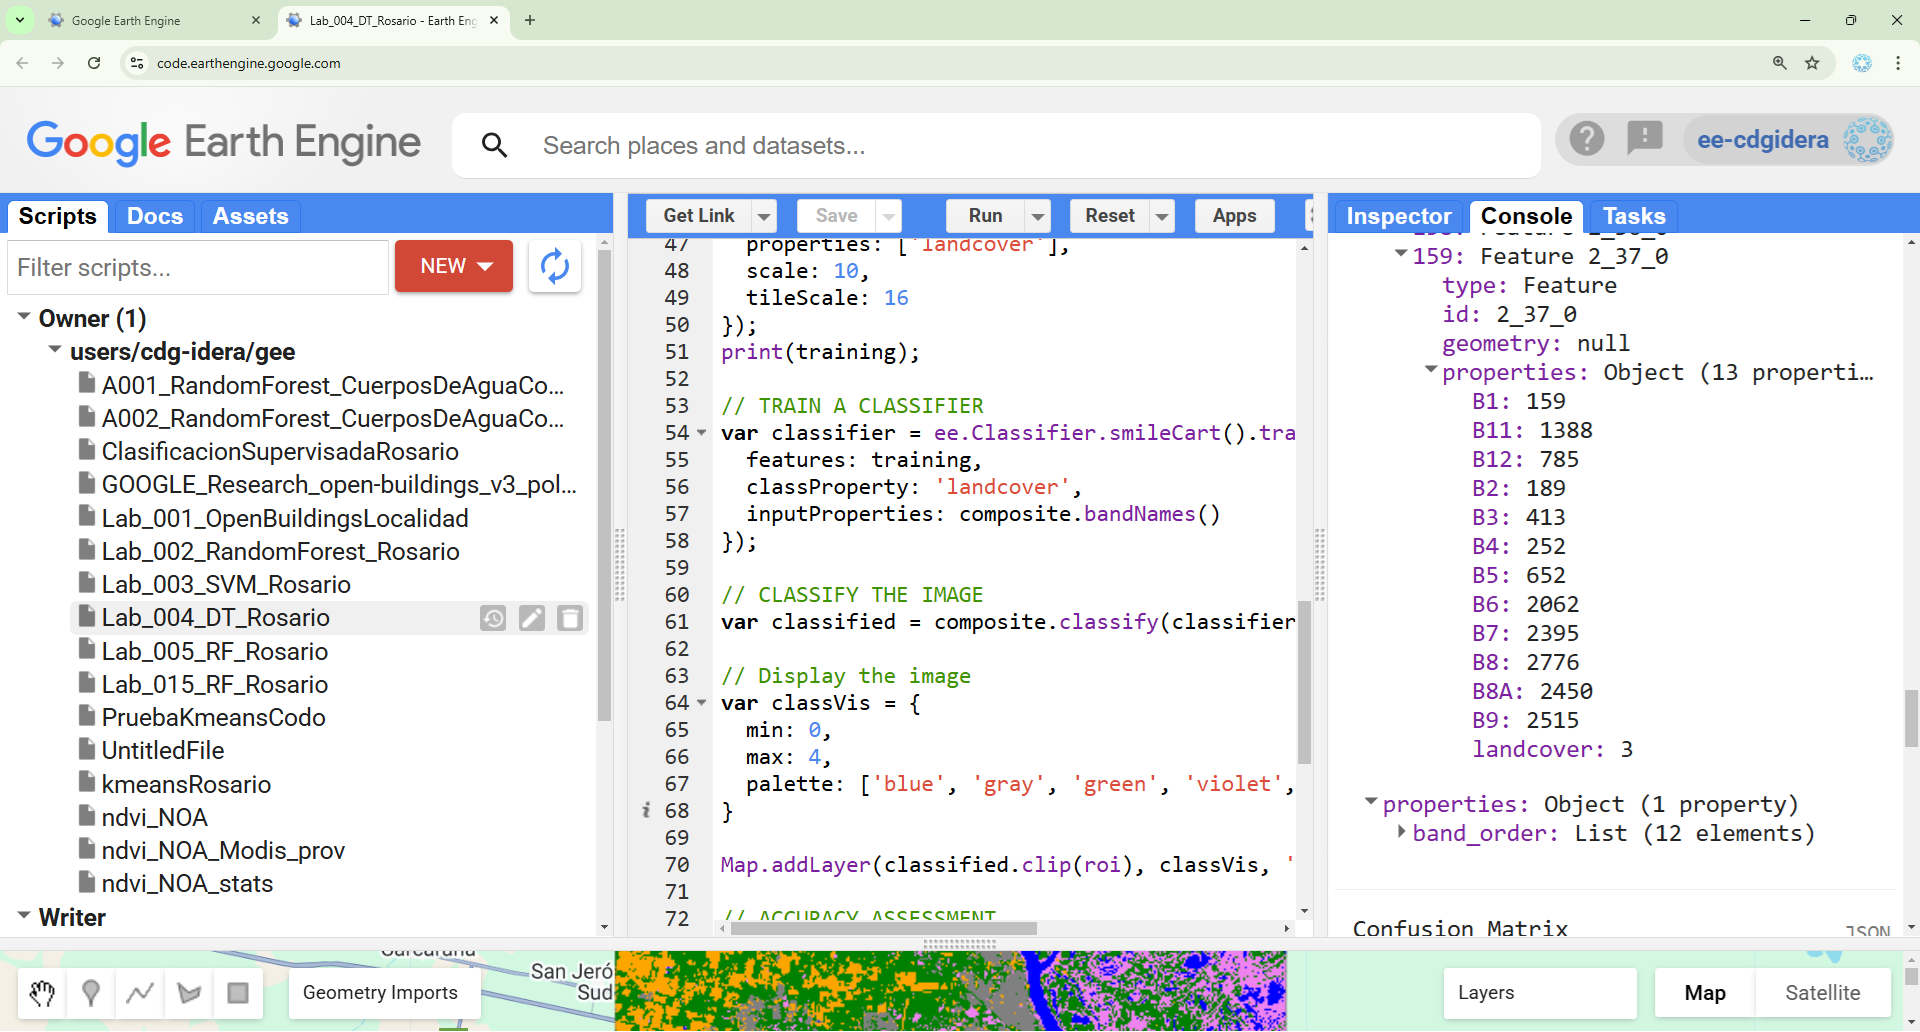 Google Earth Engine
Lab_004_DT_Rosario - Earth Eng
code.earthengine.google.com
Google Earth Engine
Search places and datasets...
ee-cdgidera
Scripts
Docs
Assets
Get Link
Save
Run
Reset
Apps
Inspector
Console
Tasks
Filter scripts...
NEW
Owner (1)
users/cdg-idera/gee
A001_RandomForest_CuerposDeAguaCo...
A002_RandomForest_CuerposDeAguaCo...
ClasificacionSupervisadaRosario
GOOGLE_Research_open-buildings_v3_pol...
Lab_001_OpenBuildingsLocalidad
Lab_002_RandomForest_Rosario
Lab_003_SVM_Rosario
Lab_004_DT_Rosario
Lab_005_RF_Rosario
Lab_015_RF_Rosario
PruebaKmeansCodo
UntitledFile
kmeansRosario
ndvi_NOA
ndvi_NOA_Modis_prov
ndvi_NOA_stats
Writer
47 properties: ['landcover'],
48 scale: 10,
49 tileScale: 16
50 });
51 print(training);
52
53 // TRAIN A CLASSIFIER
54 var classifier = ee.Classifier.smileCart().tra
55 features: training,
56 classProperty: 'landcover',
57 inputProperties: composite.bandNames()
58 });
59
60 // CLASSIFY THE IMAGE
61 var classified = composite.classify(classifier
62
63 // Display the image
64 var classVis = {
65 min: 0,
66 max: 4,
67 palette: ['blue', 'gray', 'green', 'violet',
68 }
69
70 Map.addLayer(classified.clip(roi), classVis, '
71
72 // ACCURACY ASSESSMENT
159: Feature 2_37_0
type: Feature
id: 2_37_0
geometry: null
properties: Object (13 properti...
B1: 159
B11: 1388
B12: 785
B2: 189
B3: 413
B4: 252
B5: 652
B6: 2062
B7: 2395
B8: 2776
B8A: 2450
B9: 2515
landcover: 3
properties: Object (1 property)
band_order: List (12 elements)
Confusion Matrix
JSON
San Jeró
Sud
Geometry Imports
Layers
Map
Satellite